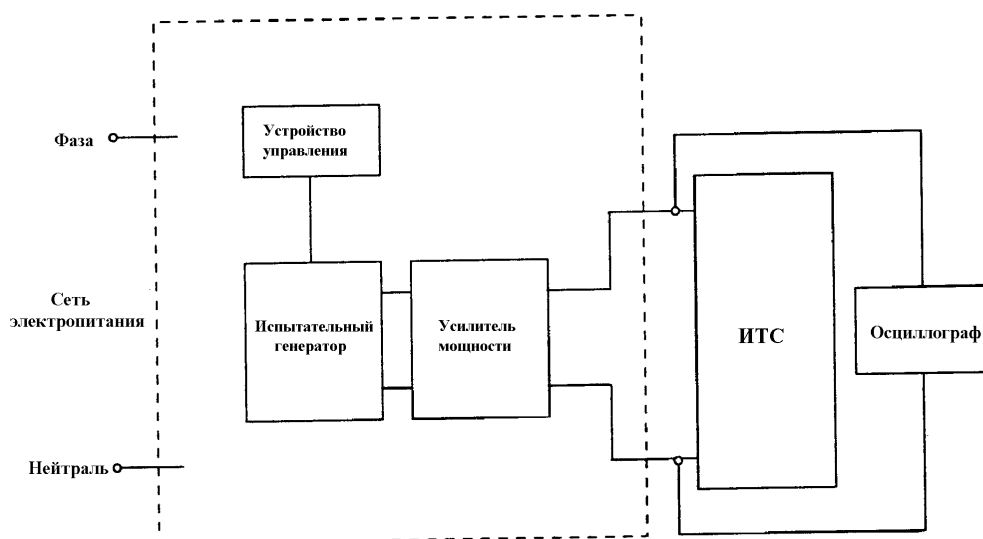 Устройство
управления
Фаза
Сеть
электропитания
Испытательный
генератор
Усилитель
мощности
ИТС
Осциллограф
Нейтраль